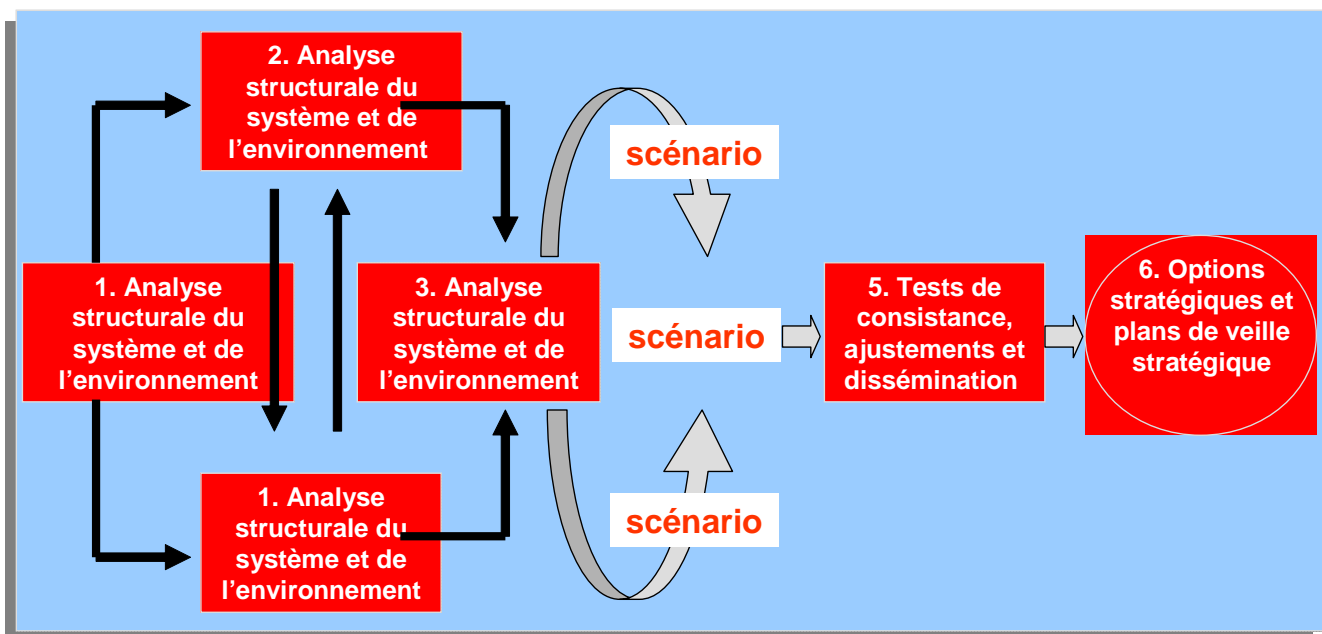 2. Analyse
structurale du
système et de
l’environnement
scénario
1. Analyse
structurale du
système et de
l’environnement
3. Analyse
structurale du
système et de
l’environnement
scénario
5. Tests de
consistance,
ajustements et
dissémination
6. Options
stratégiques et
plans de veille
stratégique
1. Analyse
structurale du
système et de
l’environnement
scénario